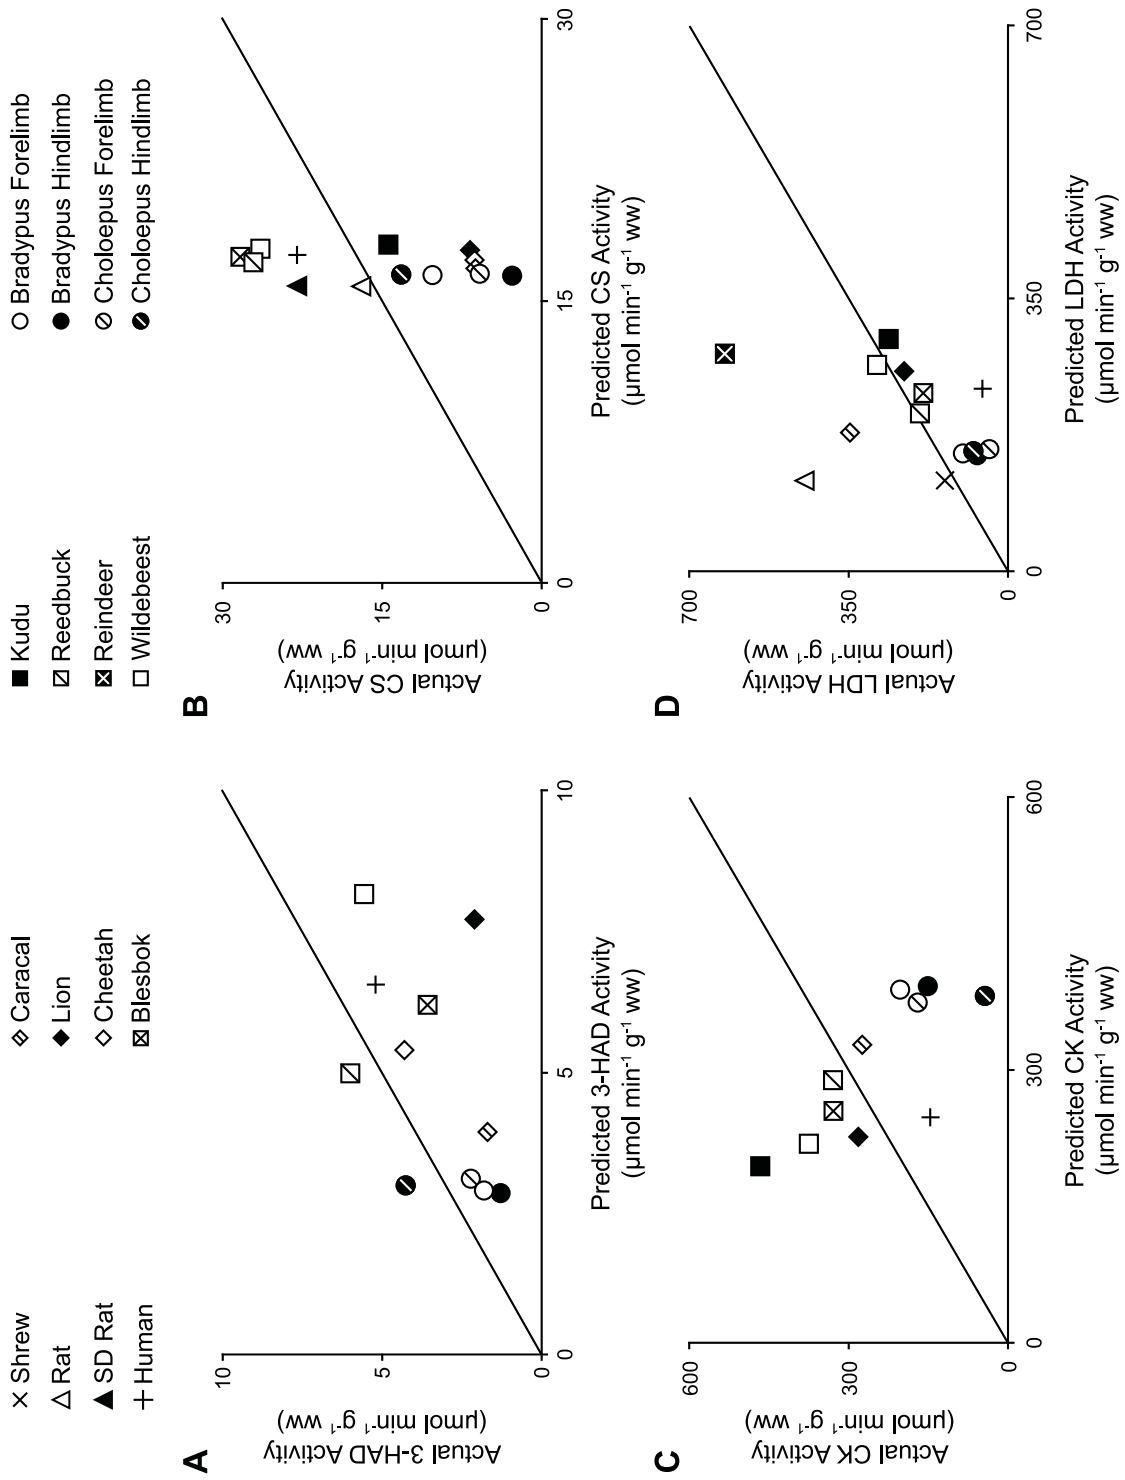 Shrew
Rat
SD Rat
Human
Caracal
Lion
Cheetah
Blesbok
Kudu
Reedbuck
Reindeer
Wildebeest
Bradypus Forelimb
Bradypus Hindlimb
Choloepus Forelimb
Choloepus Hindlimb
A
Actual 3-HAD Activity
(µmol min⁻¹ g⁻¹ ww)
10
5
0
0 5 10
Predicted 3-HAD Activity
(µmol min⁻¹ g⁻¹ ww)
B
Actual CS Activity
(µmol min⁻¹ g⁻¹ ww)
30
15
0
0 15 30
Predicted CS Activity
(µmol min⁻¹ g⁻¹ ww)
C
Actual CK Activity
(µmol min⁻¹ g⁻¹ ww)
600
300
0
0 300 600
Predicted CK Activity
(µmol min⁻¹ g⁻¹ ww)
D
Actual LDH Activity
(µmol min⁻¹ g⁻¹ ww)
700
350
0
0 350 700
Predicted LDH Activity
(µmol min⁻¹ g⁻¹ ww)